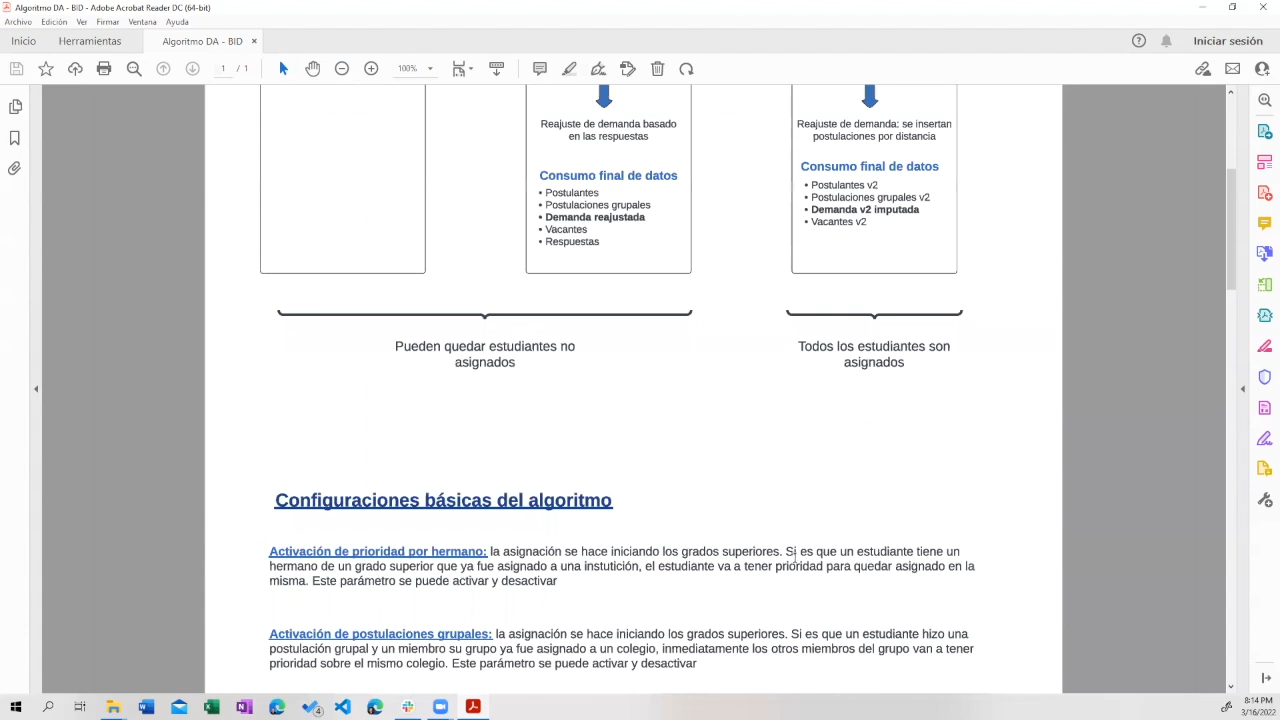 Algoritmo DA - BID - Adobe Acrobat Reader DC (64-bit)
Archivo Edición Ver Firmar Ventana Ayuda
Inicio Herramientas Algoritmo DA - BID × Iniciar sesión
1 / 1 100%
Reajuste de demanda basado
en las respuestas
Consumo final de datos
• Postulantes
• Postulaciones grupales
• Demanda reajustada
• Vacantes
• Respuestas
Reajuste de demanda: se insertan
postulaciones por distancia
Consumo final de datos
• Postulantes v2
• Postulaciones grupales v2
• Demanda v2 imputada
• Vacantes v2
Pueden quedar estudiantes no
asignados
Todos los estudiantes son
asignados
Configuraciones básicas del algoritmo
Activación de prioridad por hermano: la asignación se hace iniciando los grados superiores. Si es que un estudiante tiene un
hermano de un grado superior que ya fue asignado a una instutición, el estudiante va a tener prioridad para quedar asignado en la
misma. Este parámetro se puede activar y desactivar
Activación de postulaciones grupales: la asignación se hace iniciando los grados superiores. Si es que un estudiante hizo una
postulación grupal y un miembro su grupo ya fue asignado a un colegio, inmediatamente los otros miembros del grupo van a tener
prioridad sobre el mismo colegio. Este parámetro se puede activar y desactivar
8:14 PM
3/16/2022